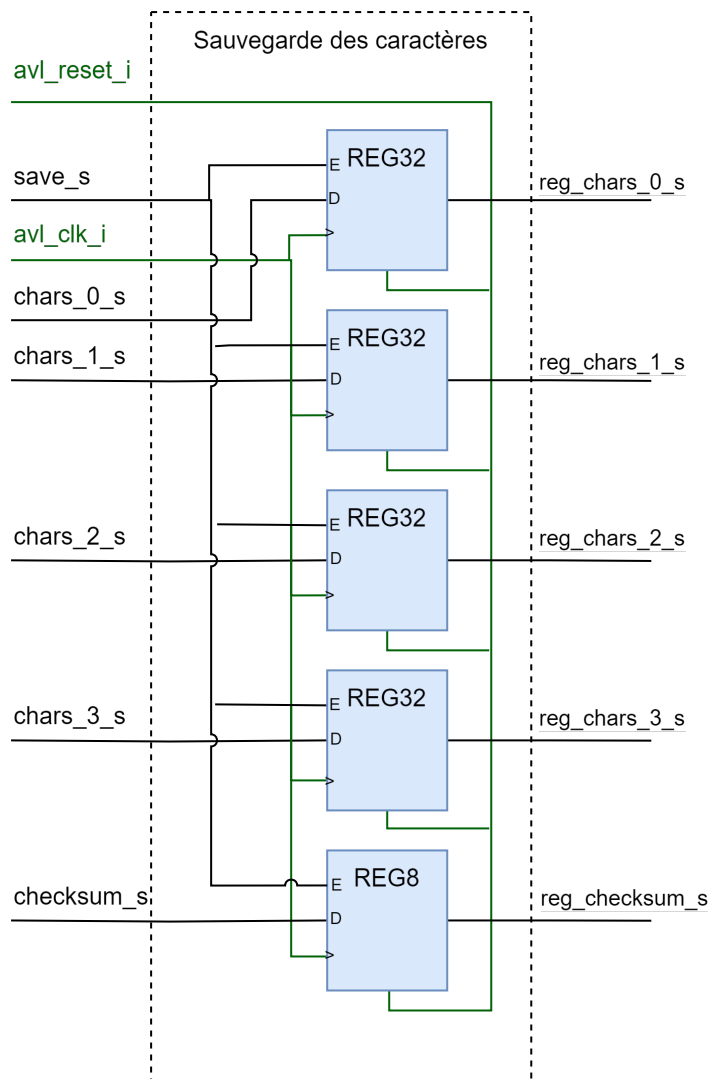 Sauvegarde des caractères
avl_reset_i
save_s
avl_clk_i
chars_0_s
chars_1_s
chars_2_s
chars_3_s
checksum_s
E REG32
D
>
reg_chars_0_s
E REG32
D
>
reg_chars_1_s
E REG32
D
>
reg_chars_2_s
E REG32
D
>
reg_chars_3_s
E REG8
D
>
reg_checksum_s